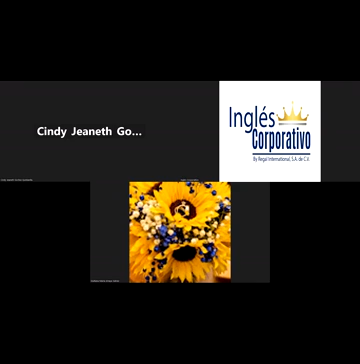 Cindy Jeaneth Go...
Inglés
Corporativo
By Regal International, S.A. de C.V.